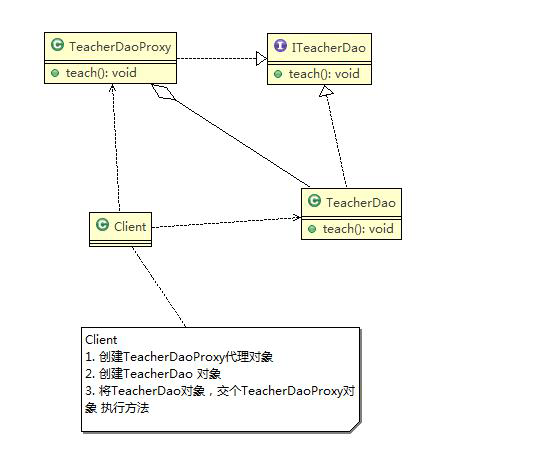 TeacherDaoProxy
teach(): void
ITeacherDao
teach(): void
TeacherDao
teach(): void
Client
Client
1. 创建TeacherDaoProxy代理对象
2. 创建TeacherDao 对象
3. 将TeacherDao对象，交个TeacherDaoProxy对
象 执行方法